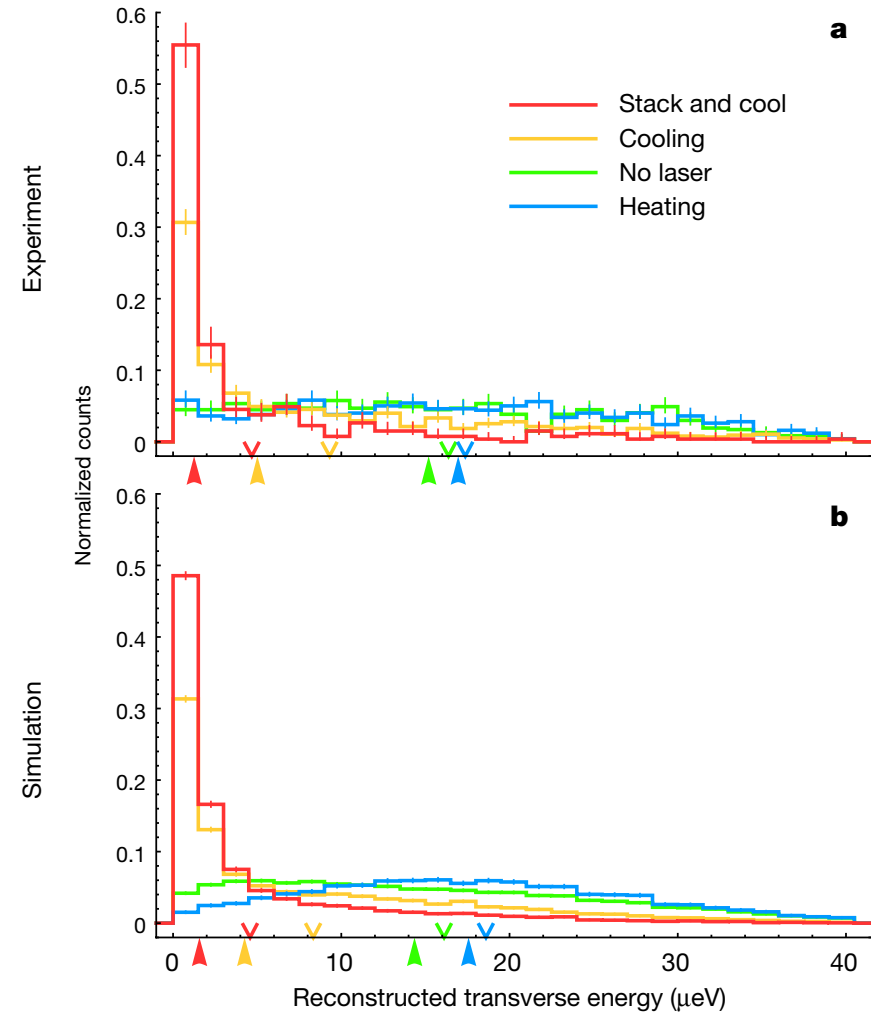 a
0.6
0.5
0.4
0.3
0.2
0.1
0
Experiment
Normalized counts
Stack and cool
Cooling
No laser
Heating
b
0.6
0.5
0.4
0.3
0.2
0.1
0
Simulation
0 10 20 30 40
Reconstructed transverse energy (μeV)